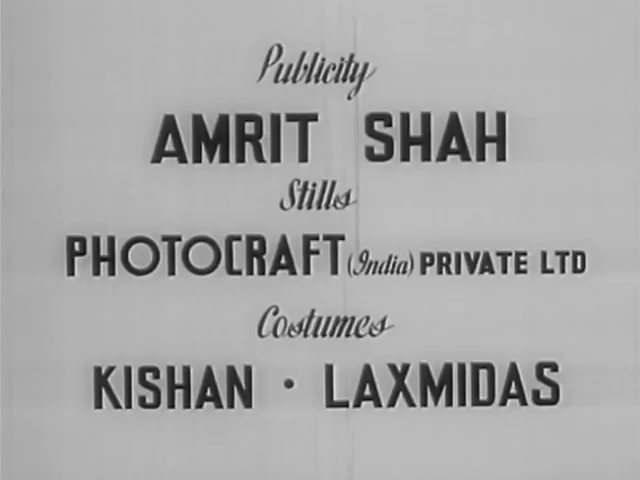 Publicity
AMRIT SHAH
Stills
PHOTOCRAFT (India) PRIVATE LTD
Costumes
KISHAN · LAXMIDAS